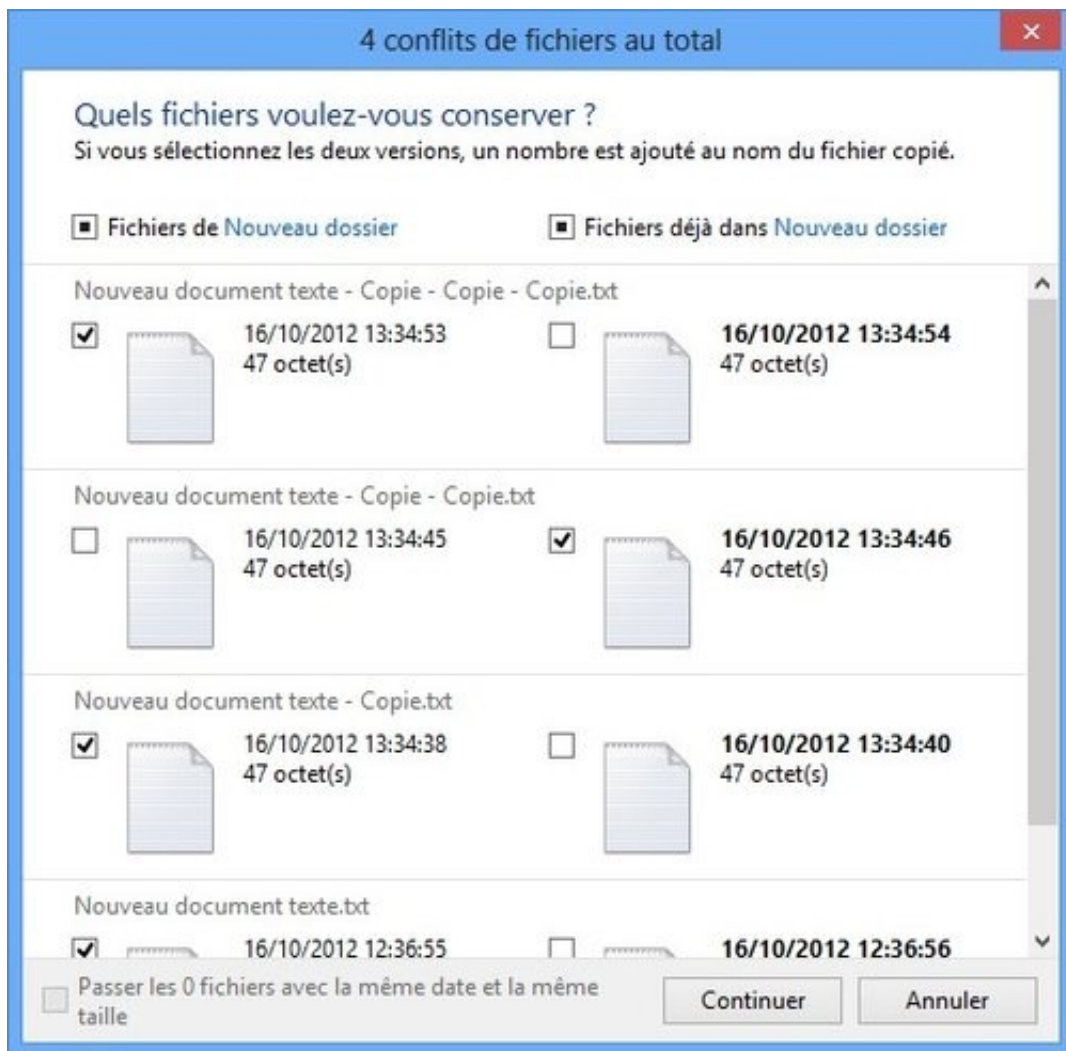 4 conflits de fichiers au total
Quels fichiers voulez-vous conserver ?
Si vous sélectionnez les deux versions, un nombre est ajouté au nom du fichier copié.
Fichiers de Nouveau dossier
Fichiers déjà dans Nouveau dossier
Nouveau document texte - Copie - Copie - Copie.txt
16/10/2012 13:34:53
47 octet(s)
16/10/2012 13:34:54
47 octet(s)
Nouveau document texte - Copie - Copie.txt
16/10/2012 13:34:45
47 octet(s)
16/10/2012 13:34:46
47 octet(s)
Nouveau document texte - Copie.txt
16/10/2012 13:34:38
47 octet(s)
16/10/2012 13:34:40
47 octet(s)
Nouveau document texte.txt
16/10/2012 12:36:55
16/10/2012 12:36:56
Passer les 0 fichiers avec la même date et la même
taille
Continuer
Annuler